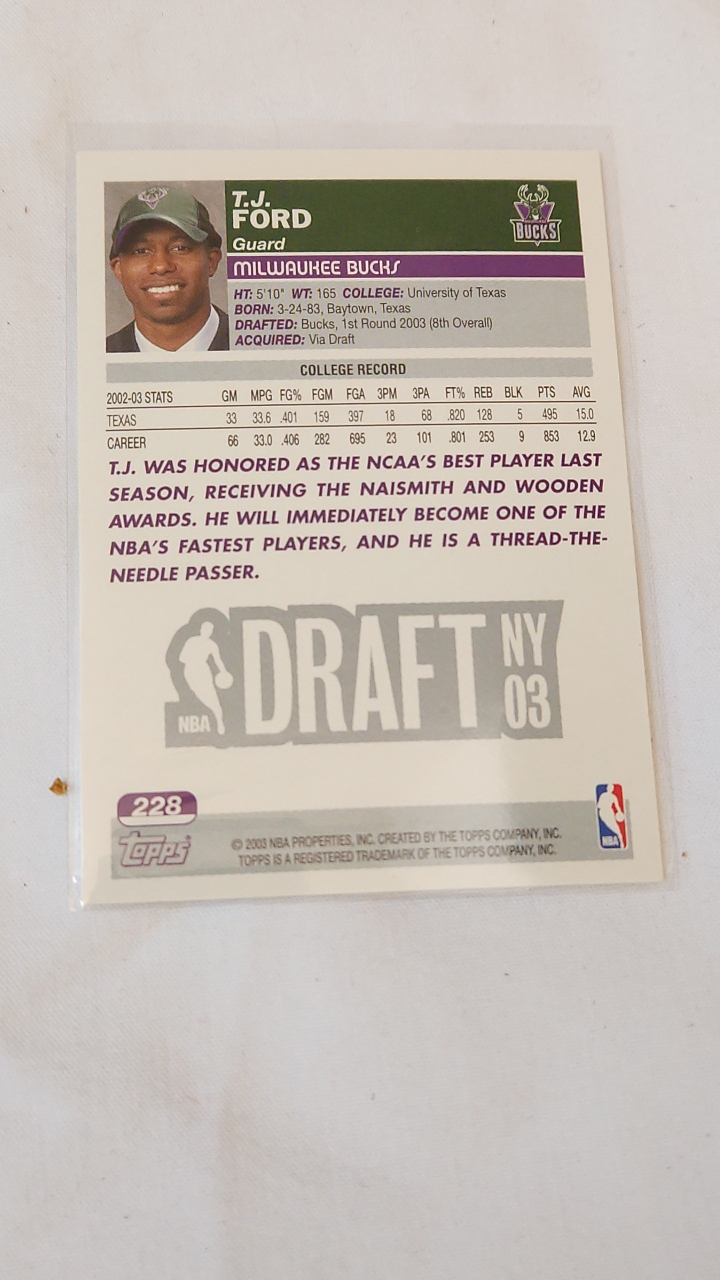 T.J.
FORD
Guard
BUCKS
MILWAUKEE BUCKS
HT: 5'10" WT: 165 COLLEGE: University of Texas
BORN: 3-24-83, Baytown, Texas
DRAFTED: Bucks, 1st Round 2003 (8th Overall)
ACQUIRED: Via Draft
COLLEGE RECORD
2002-03 STATS GM MPG FG% FGM FGA 3PM 3PA FT% REB BLK PTS AVG
TEXAS 33 33.6 .401 159 397 18 68 .820 128 5 495 15.0
CAREER 66 33.0 .406 282 695 23 101 .801 253 9 853 12.9
T.J. WAS HONORED AS THE NCAA'S BEST PLAYER LAST
SEASON, RECEIVING THE NAISMITH AND WOODEN
AWARDS. HE WILL IMMEDIATELY BECOME ONE OF THE
NBA'S FASTEST PLAYERS, AND HE IS A THREAD-THE-
NEEDLE PASSER.
NBA DRAFT NY
03
228
Topps
© 2003 NBA PROPERTIES, INC. CREATED BY THE TOPPS COMPANY, INC.
TOPPS IS A REGISTERED TRADEMARK OF THE TOPPS COMPANY, INC.
NBA